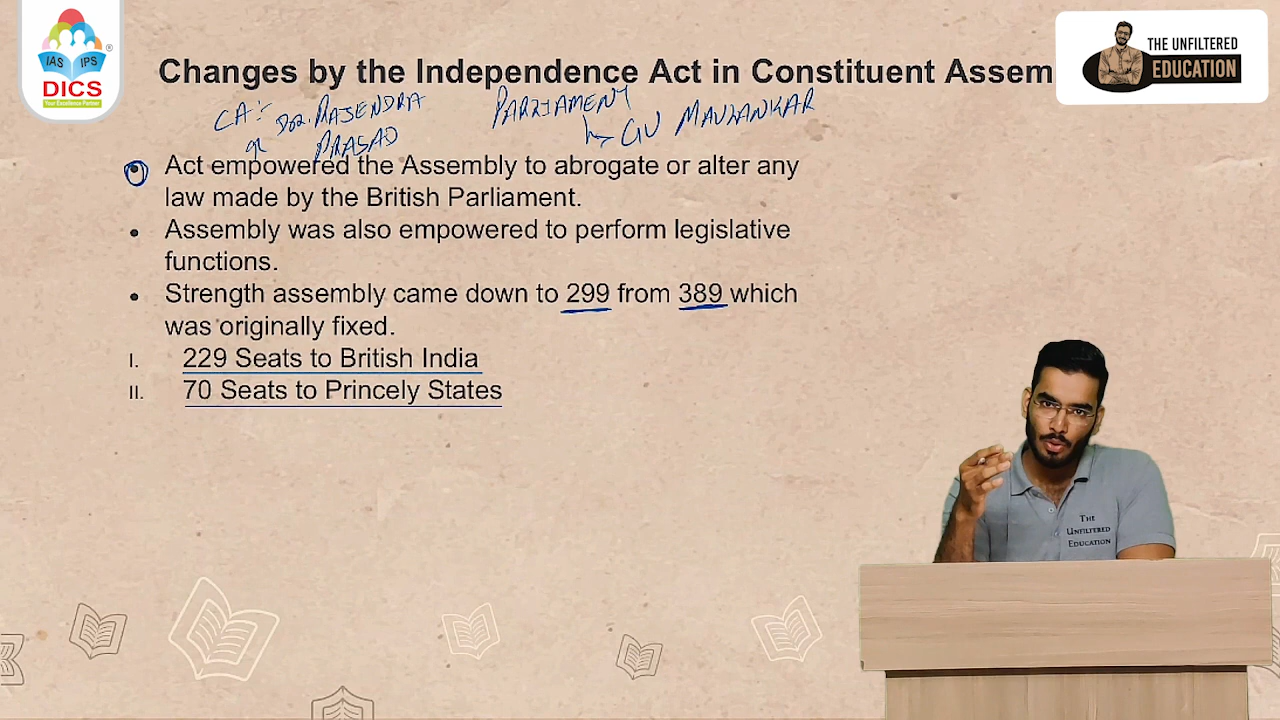 IAS IPS
DICS
Your Excellence Partner
THE UNFILTERED
EDUCATION
Changes by the Independence Act in Constituent Assem
CA:- Dr. RAJENDRA
PRASAD
PARLIAMENT
GV MAVLANKAR
Act empowered the Assembly to abrogate or alter any
law made by the British Parliament.
Assembly was also empowered to perform legislative
functions.
Strength assembly came down to 299 from 389 which
was originally fixed.
I. 229 Seats to British India
II. 70 Seats to Princely States
THE
UNFILTERED
EDUCATION